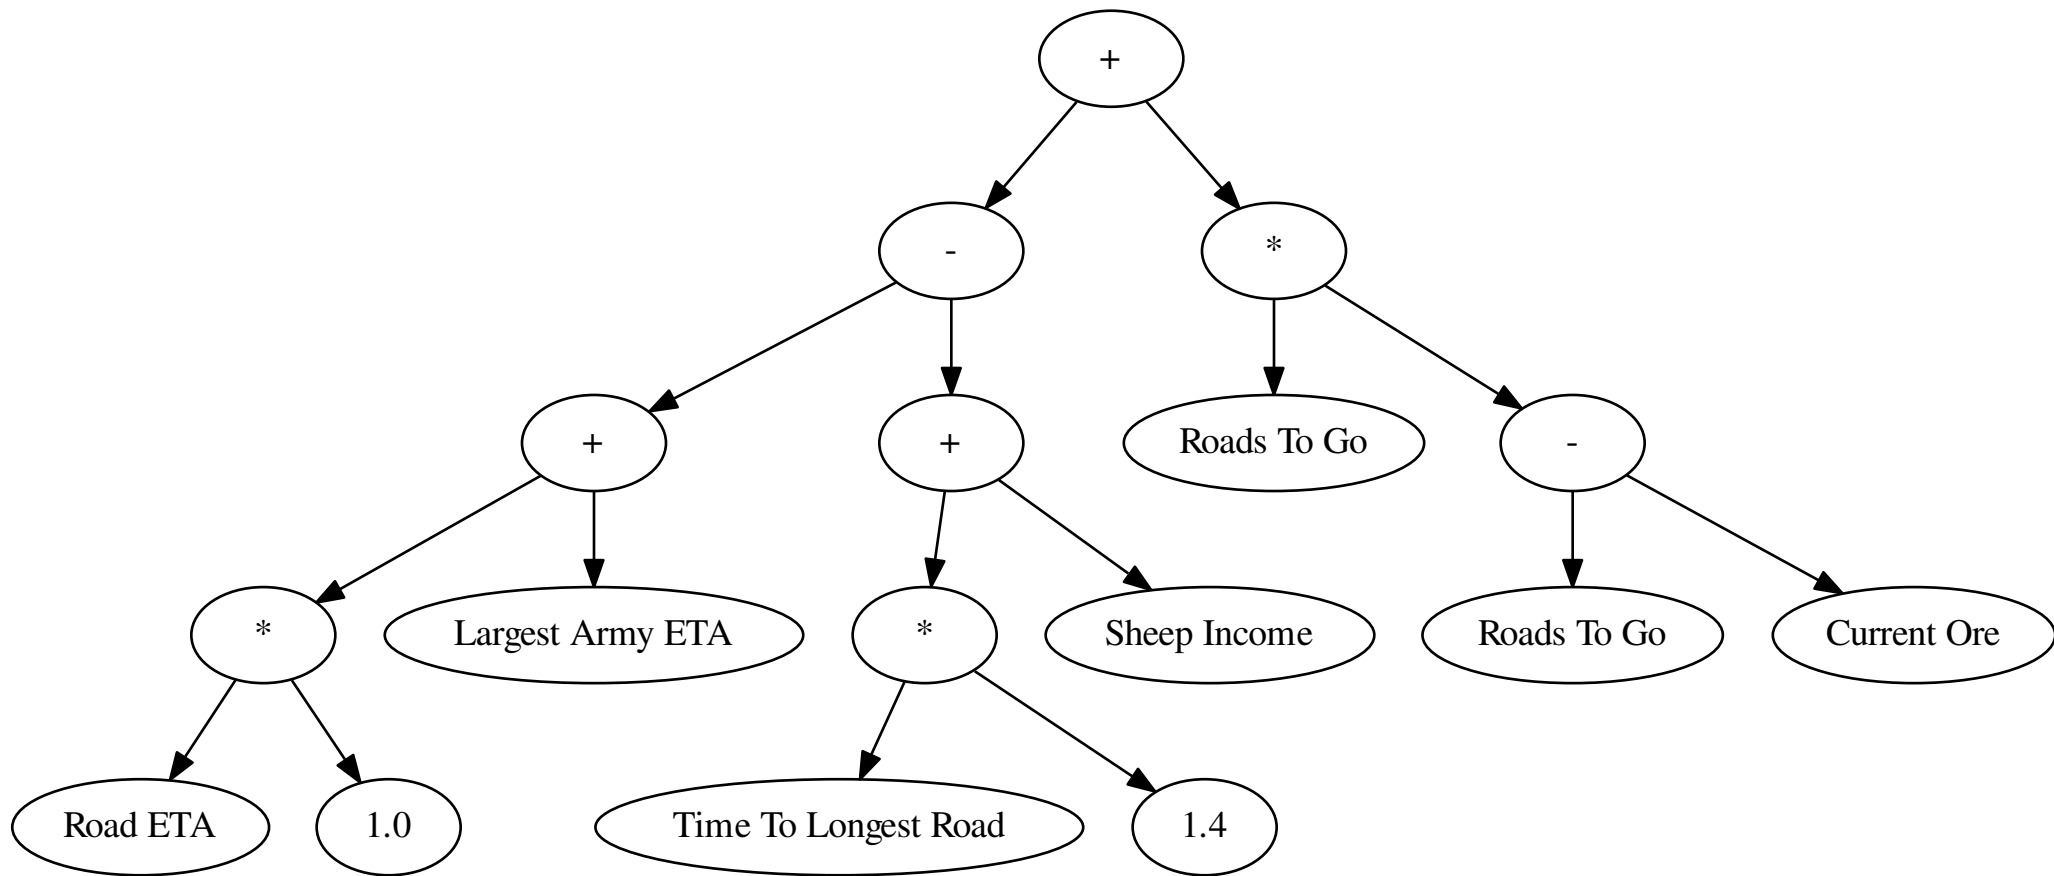 +
-
*
+
+
Roads To Go
-
*
Largest Army ETA
*
Sheep Income
Roads To Go
Current Ore
Road ETA
1.0
Time To Longest Road
1.4